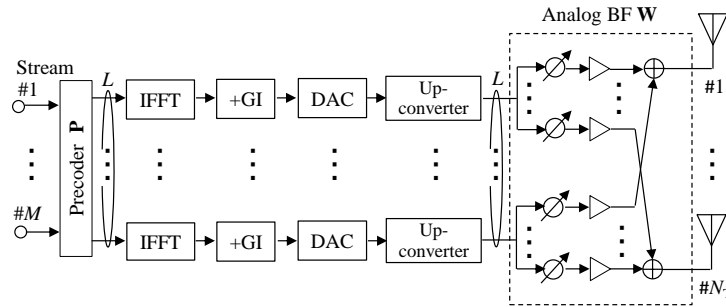 Analog BF W
Stream
#1
L
L
IFFT
+GI
DAC
Up-
converter
#1
Precoder P
#M
IFFT
+GI
DAC
Up-
converter
#N